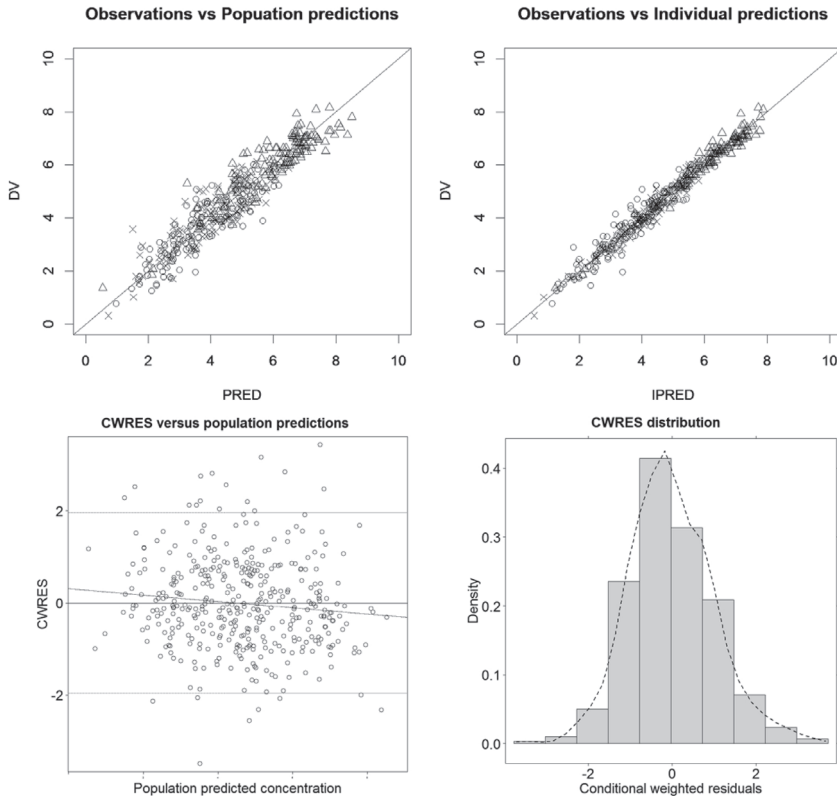 Observations vs Popuation predictions
10
8
6
4
2
0
DV
0 2 4 6 8 10
PRED
Observations vs Individual predictions
10
8
6
4
2
0
DV
0 2 4 6 8 10
IPRED
CWRES versus population predictions
2
0
-2
CWRES
Population predicted concentration
CWRES distribution
0.4
0.3
0.2
0.1
0.0
Density
-2 0 2
Conditional weighted residuals